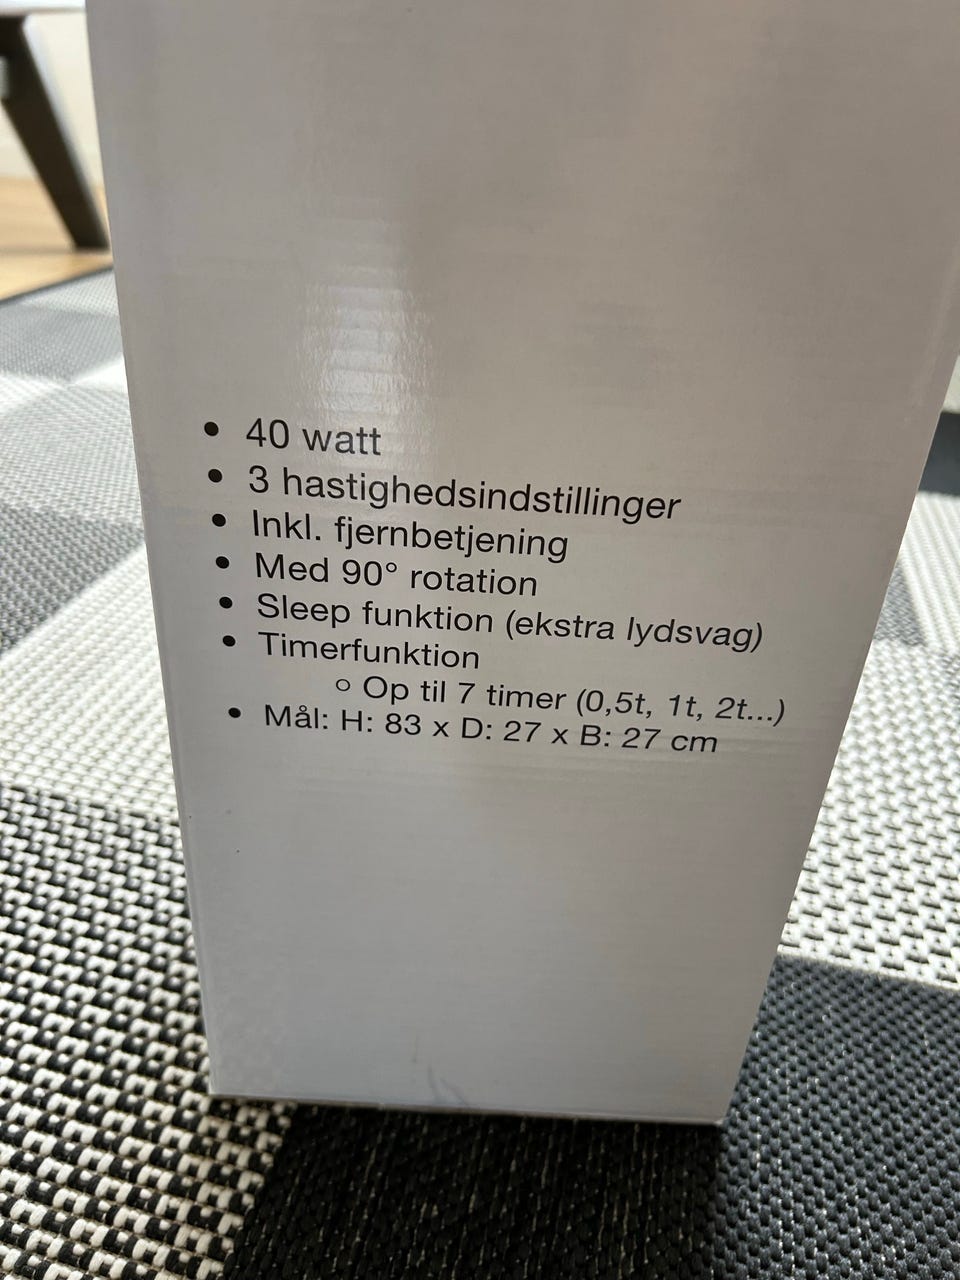 • 40 watt
• 3 hastighedsindstillinger
• Inkl. fjernbetjening
• Med 90° rotation
• Sleep funktion (ekstra lydsvag)
• Timerfunktion
o Op til 7 timer (0,5t, 1t, 2t...)
• Mål: H: 83 x D: 27 x B: 27 cm